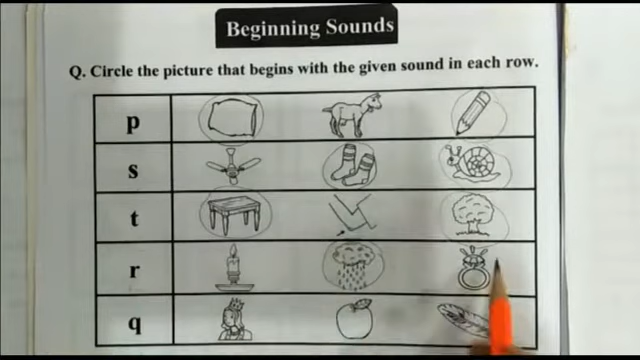 Beginning Sounds
Q. Circle the picture that begins with the given sound in each row.
p
s
t
r
q